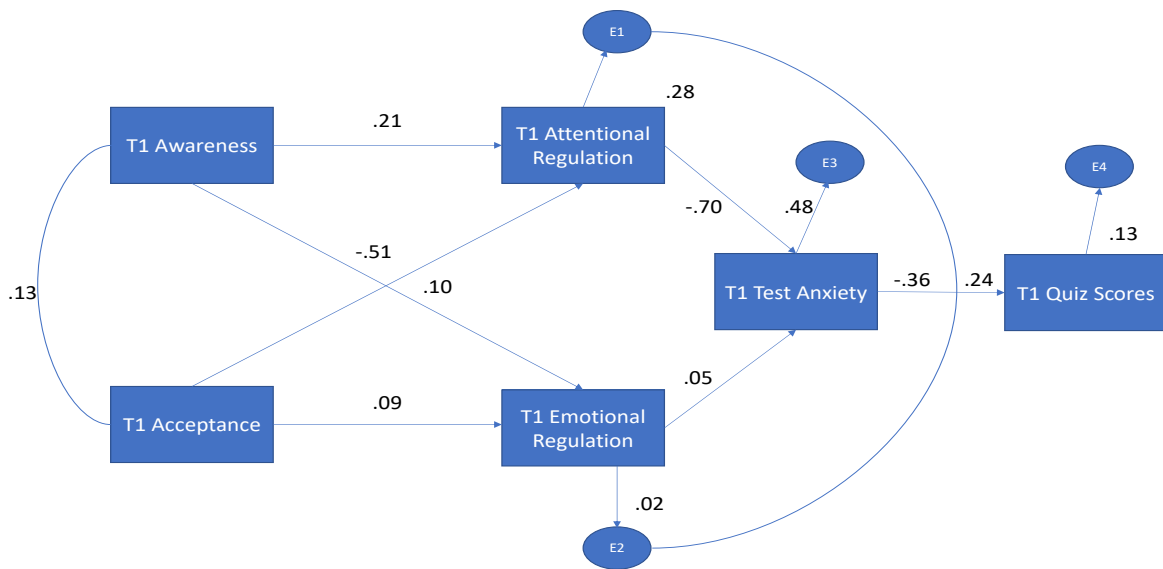 E1
.28
.21
T1 Awareness
T1 Attentional
Regulation
E3
E4
-.70
.48
.13
-.51
.10
.13
T1 Test Anxiety
-.36
.24
T1 Quiz Scores
.05
.09
T1 Acceptance
T1 Emotional
Regulation
.02
E2